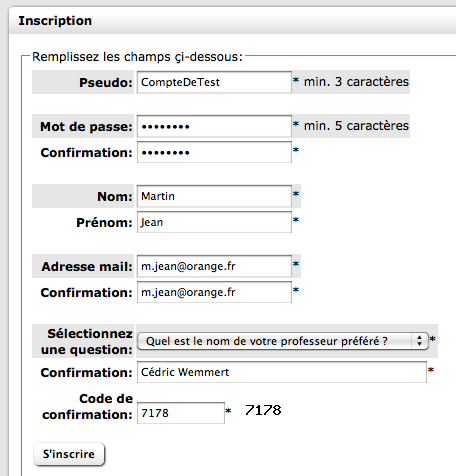 Inscription
Remplissez les champs çi-dessous:
Pseudo: CompteDeTest * min. 3 caractères
Mot de passe: •••••••• * min. 5 caractères
Confirmation: •••••••• *
Nom: Martin *
Prénom: Jean *
Adresse mail: m.jean@orange.fr *
Confirmation: m.jean@orange.fr *
Sélectionnez
une question: Quel est le nom de votre professeur préféré ? *
Confirmation: Cédric Wemmert *
Code de
confirmation: 7178 * 7178
S'inscrire